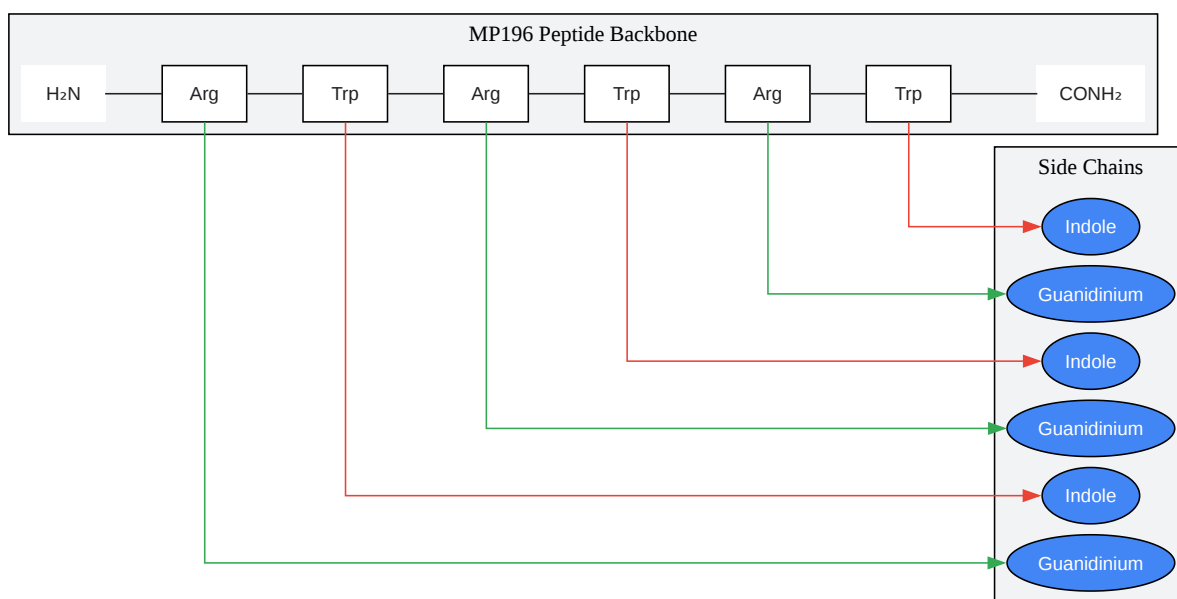 MP196 Peptide Backbone
H₂N Arg Trp Arg Trp Arg Trp CONH₂
Side Chains
Indole
Guanidinium
Indole
Guanidinium
Indole
Guanidinium